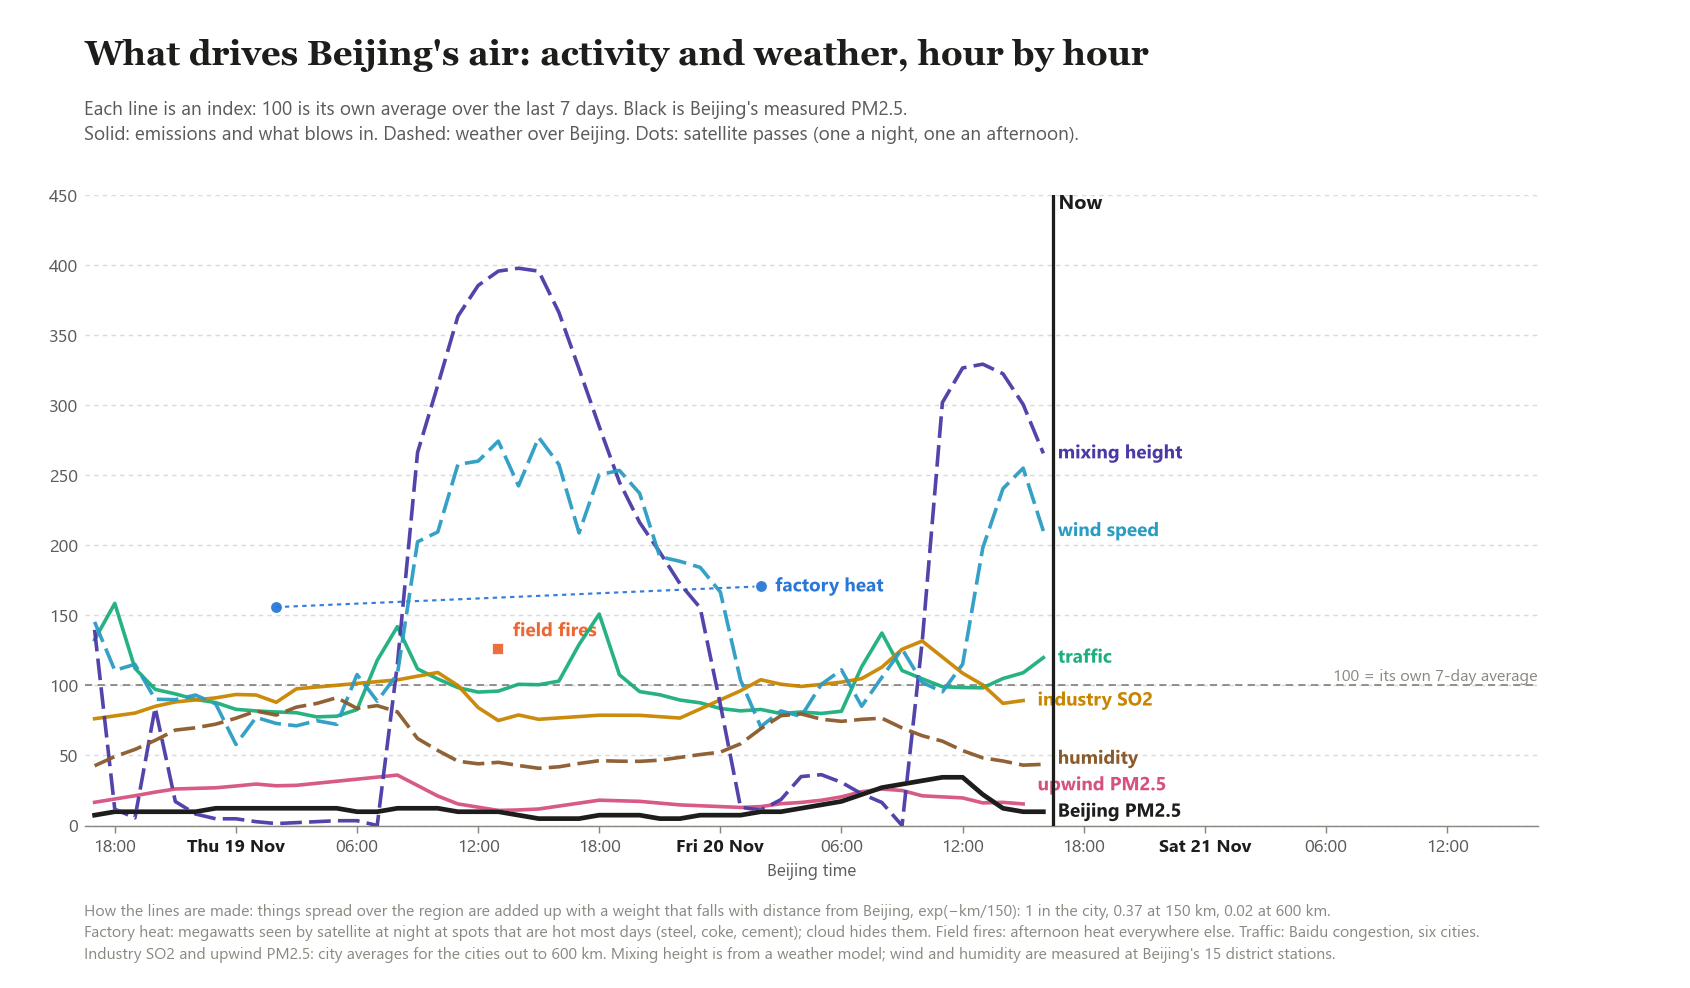 What drives Beijing's air: activity and weather, hour by hour
Each line is an index: 100 is its own average over the last 7 days. Black is Beijing's measured PM2.5.
Solid: emissions and what blows in. Dashed: weather over Beijing. Dots: satellite passes (one a night, one an afternoon).
450
Now
400
350
300
mixing height
250
wind speed
200
factory heat
150
field fires
traffic
100 = its own 7-day average
100
industry SO2
50
humidity
upwind PM2.5
Beijing PM2.5
0
18:00 Thu 19 Nov 06:00 12:00 18:00 Fri 20 Nov 06:00 12:00 18:00 Sat 21 Nov 06:00 12:00
Beijing time
How the lines are made: things spread over the region are added up with a weight that falls with distance from Beijing, exp(−km/150): 1 in the city, 0.37 at 150 km, 0.02 at 600 km.
Factory heat: megawatts seen by satellite at night at spots that are hot most days (steel, coke, cement); cloud hides them. Field fires: afternoon heat everywhere else. Traffic: Baidu congestion, six cities.
Industry SO2 and upwind PM2.5: city averages for the cities out to 600 km. Mixing height is from a weather model; wind and humidity are measured at Beijing's 15 district stations.